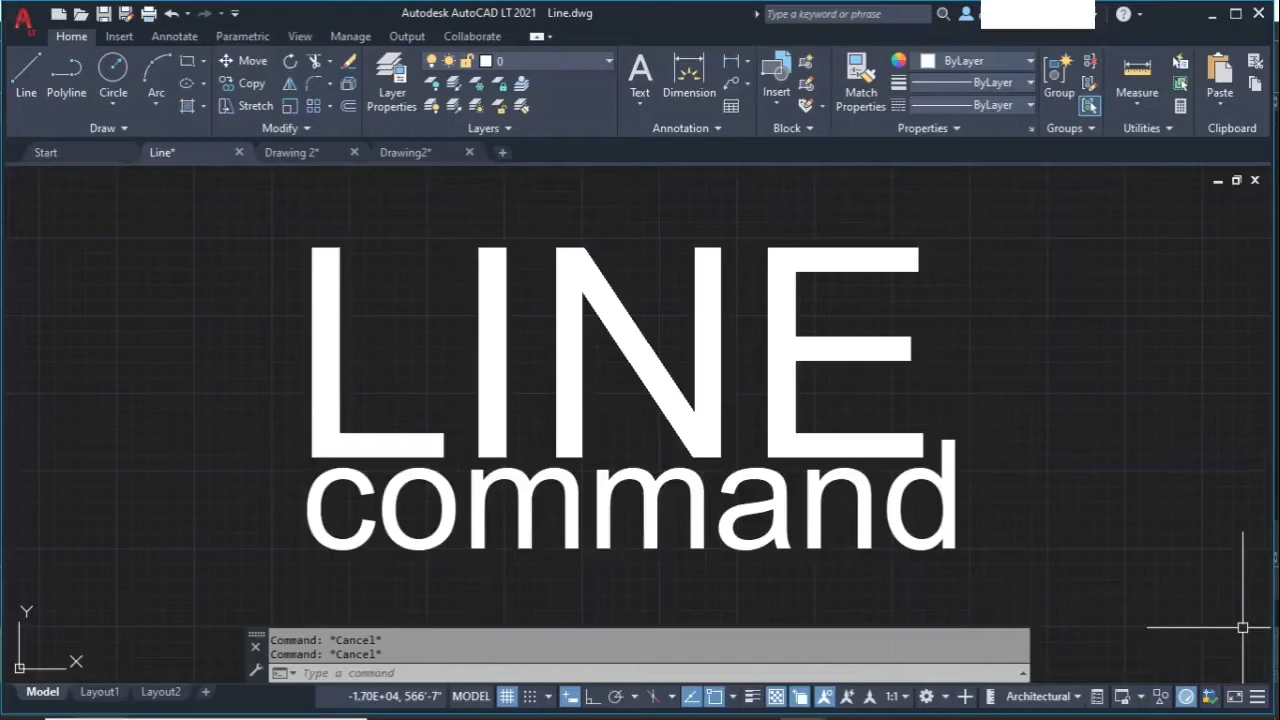 Autodesk AutoCAD LT 2021 Line.dwg
Type a keyword or phrase
Home Insert Annotate Parametric View Manage Output Collaborate
Line Polyline Circle Arc
Move
Copy
Stretch
Layer Properties
0
Text Dimension
Insert
Match Properties
ByLayer
ByLayer
ByLayer
Group
Measure
Paste
Draw Modify Layers Annotation Block Properties Groups Utilities Clipboard
Start Line* Drawing 2* Drawing2*
LINE
command
Y
X
Command: *Cancel*
Command: *Cancel*
Type a command
Model Layout1 Layout2
-1.70E+04, 566'-7" MODEL 1:1 Architectural